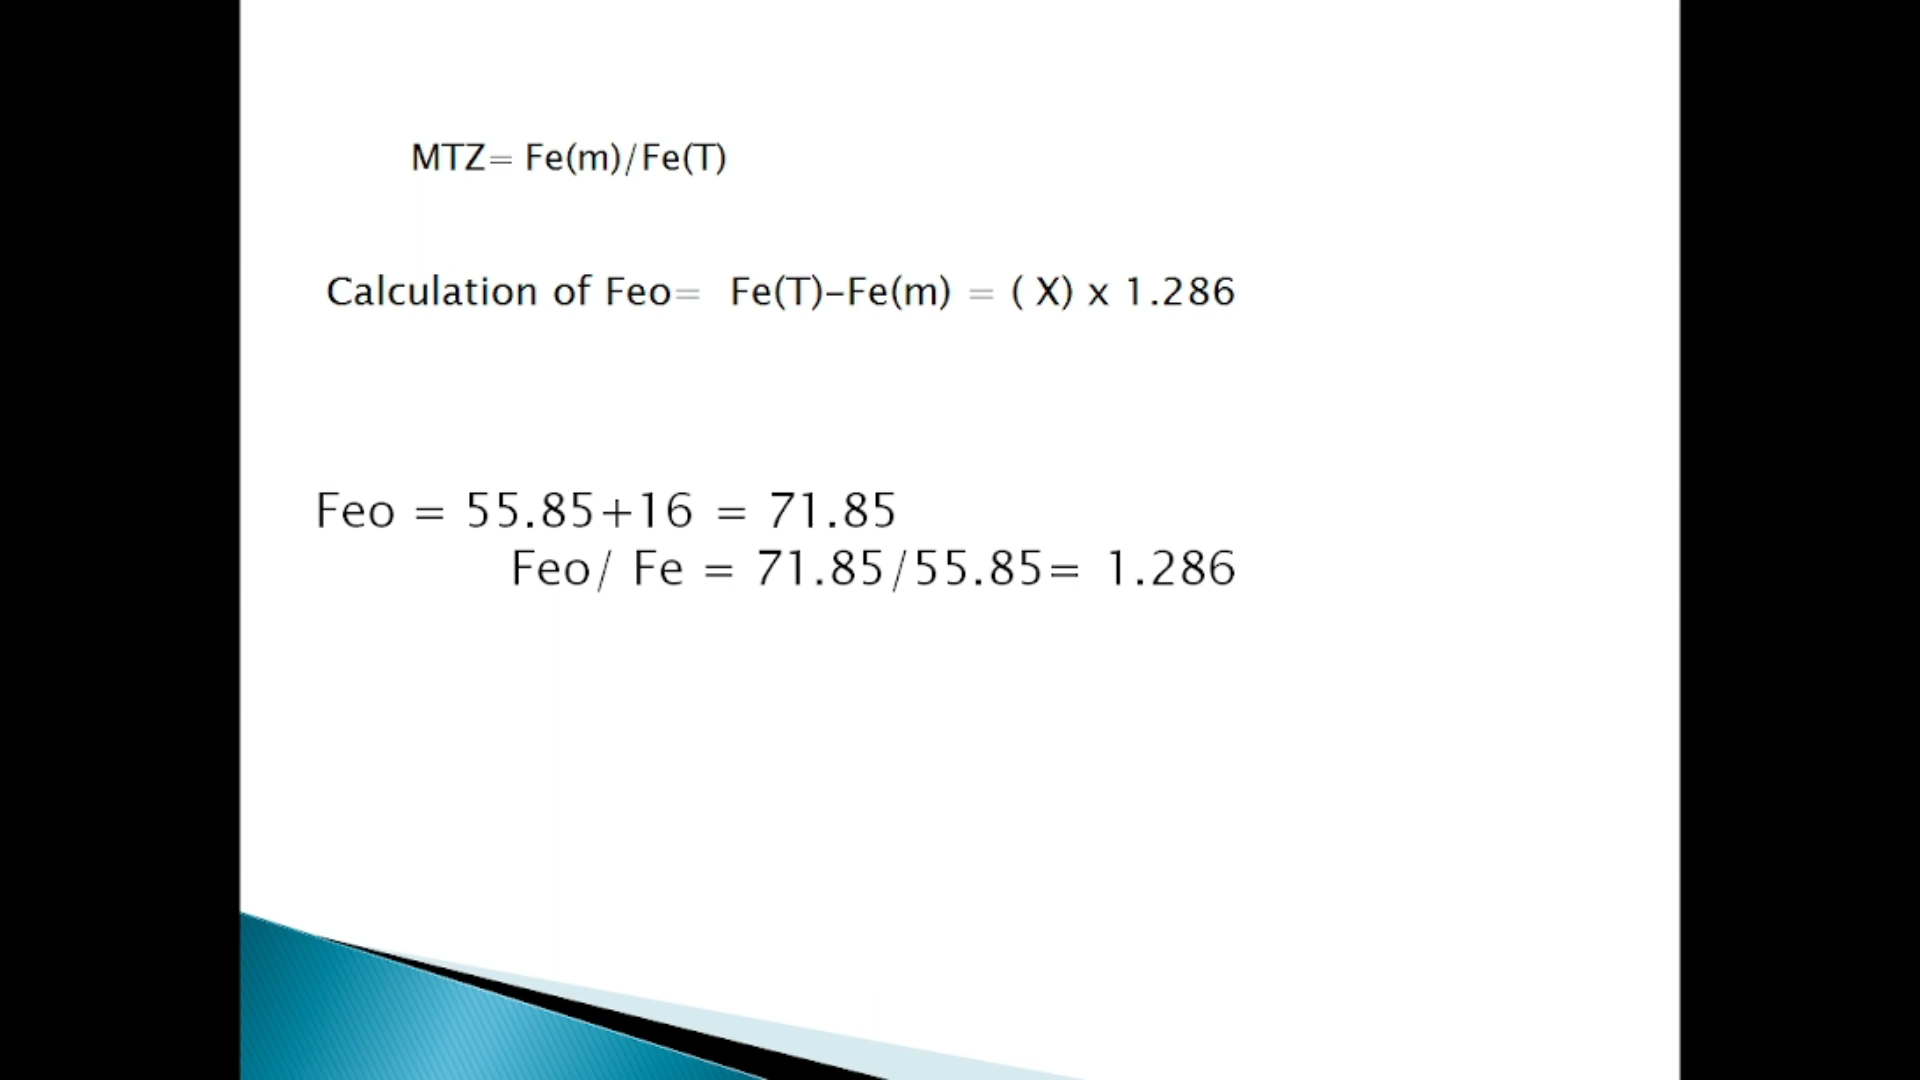 MTZ= Fe(m)/Fe(T)
Calculation of Feo= Fe(T)-Fe(m) = ( X) x 1.286
Feo = 55.85+16 = 71.85
Feo/ Fe = 71.85/55.85= 1.286